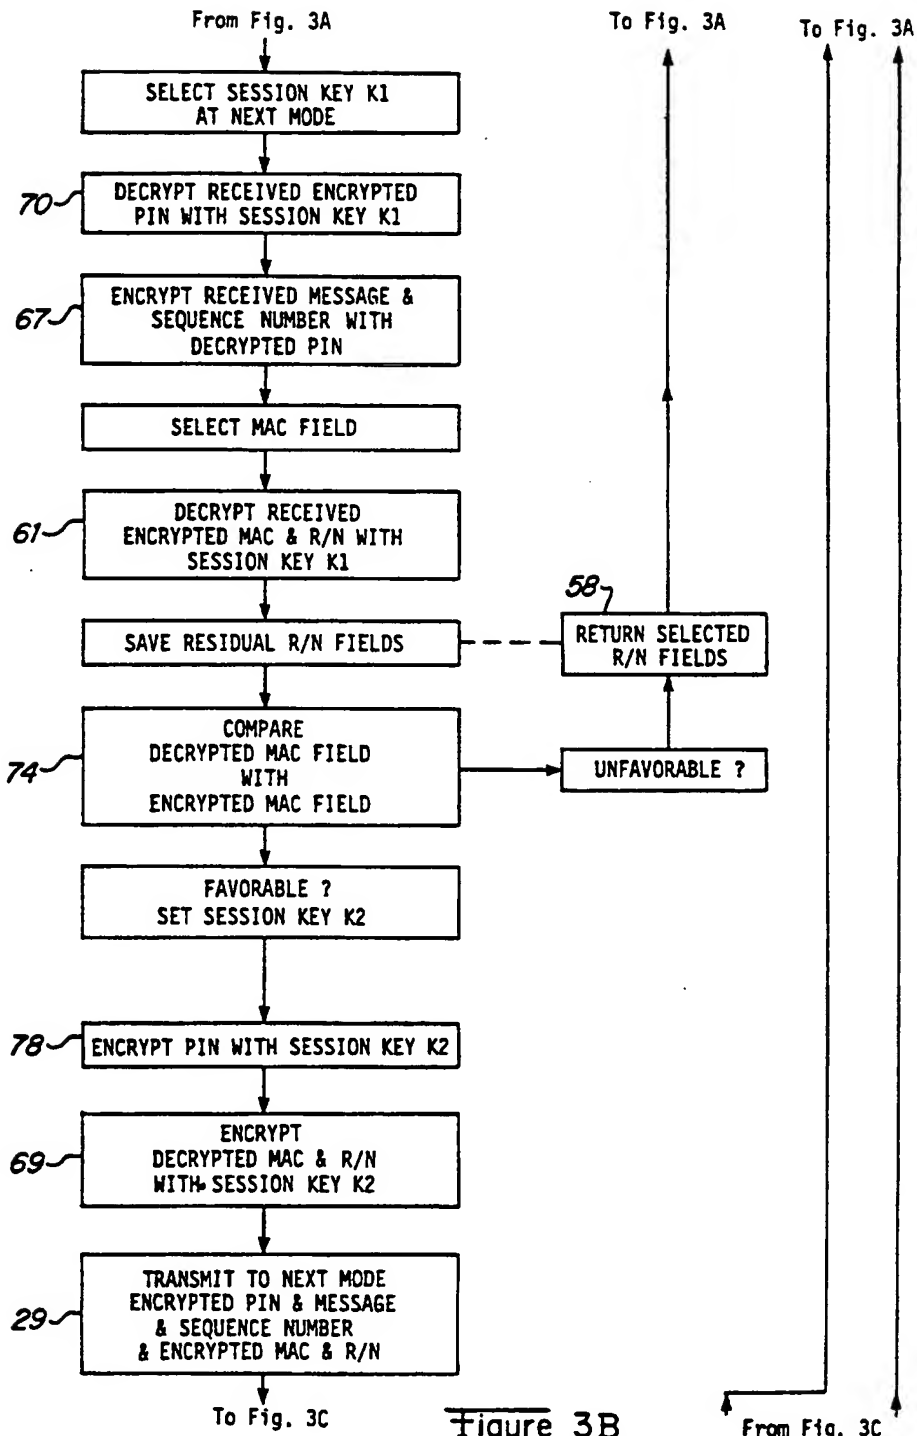 From Fig. 3A
To Fig. 3A
To Fig. 3A
SELECT SESSION KEY K1
AT NEXT MODE
70
DECRYPT RECEIVED ENCRYPTED
PIN WITH SESSION KEY K1
67
ENCRYPT RECEIVED MESSAGE &
SEQUENCE NUMBER WITH
DECRYPTED PIN
SELECT MAC FIELD
61
DECRYPT RECEIVED
ENCRYPTED MAC & R/N WITH
SESSION KEY K1
58
SAVE RESIDUAL R/N FIELDS
RETURN SELECTED
R/N FIELDS
74
COMPARE
DECRYPTED MAC FIELD
WITH
ENCRYPTED MAC FIELD
UNFAVORABLE ?
FAVORABLE ?
SET SESSION KEY K2
78
ENCRYPT PIN WITH SESSION KEY K2
69
ENCRYPT
DECRYPTED MAC & R/N
WITH SESSION KEY K2
29
TRANSMIT TO NEXT MODE
ENCRYPTED PIN & MESSAGE
& SEQUENCE NUMBER
& ENCRYPTED MAC & R/N
To Fig. 3C
Figure 3B
From Fig. 3C